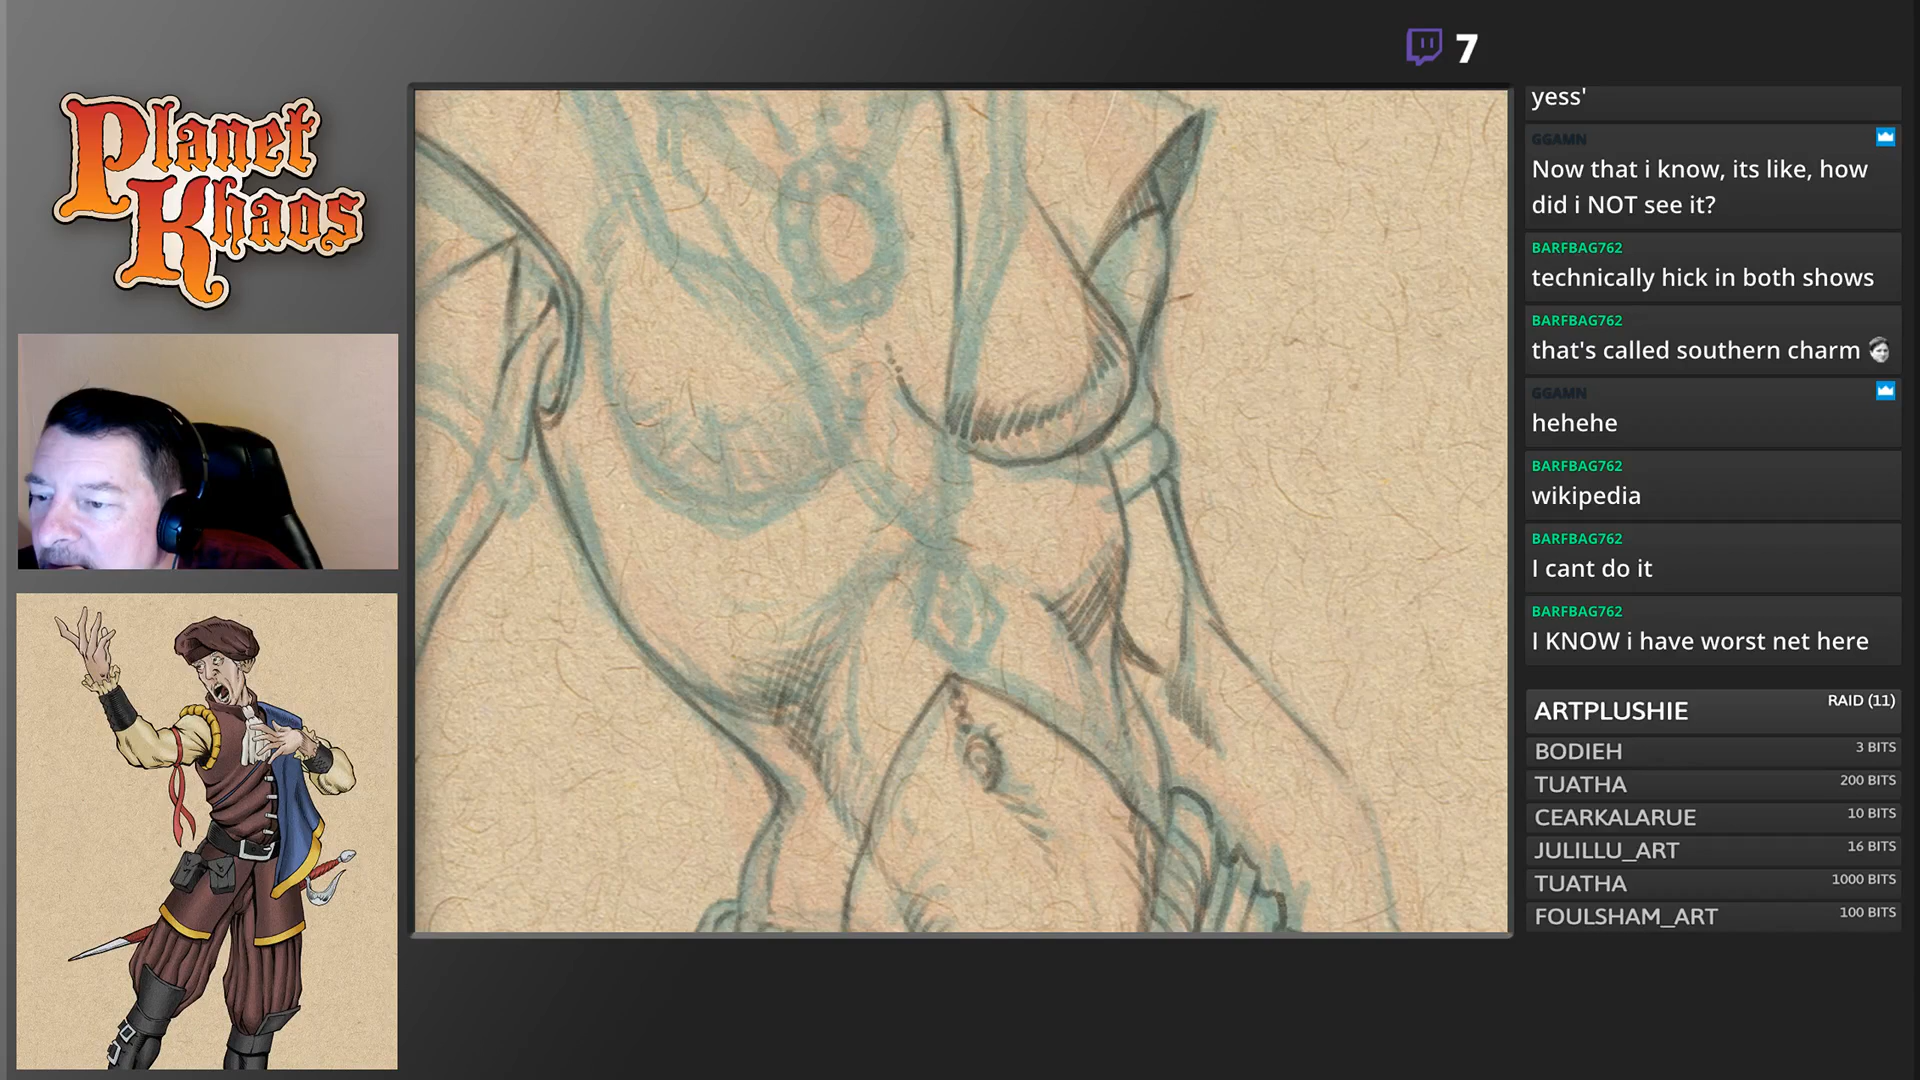 7
Planet
Khaos
yess'
GGAMN
Now that i know, its like, how
did i NOT see it?
BARFBAG762
technically hick in both shows
BARFBAG762
that's called southern charm
GGAMN
hehehe
BARFBAG762
wikipedia
BARFBAG762
I cant do it
BARFBAG762
I KNOW i have worst net here
ARTPLUSHIE RAID (11)
BODIEH 3 BITS
TUATHA 200 BITS
CEARKALARUE 10 BITS
JULILLU_ART 16 BITS
TUATHA 1000 BITS
FOULSHAM_ART 100 BITS